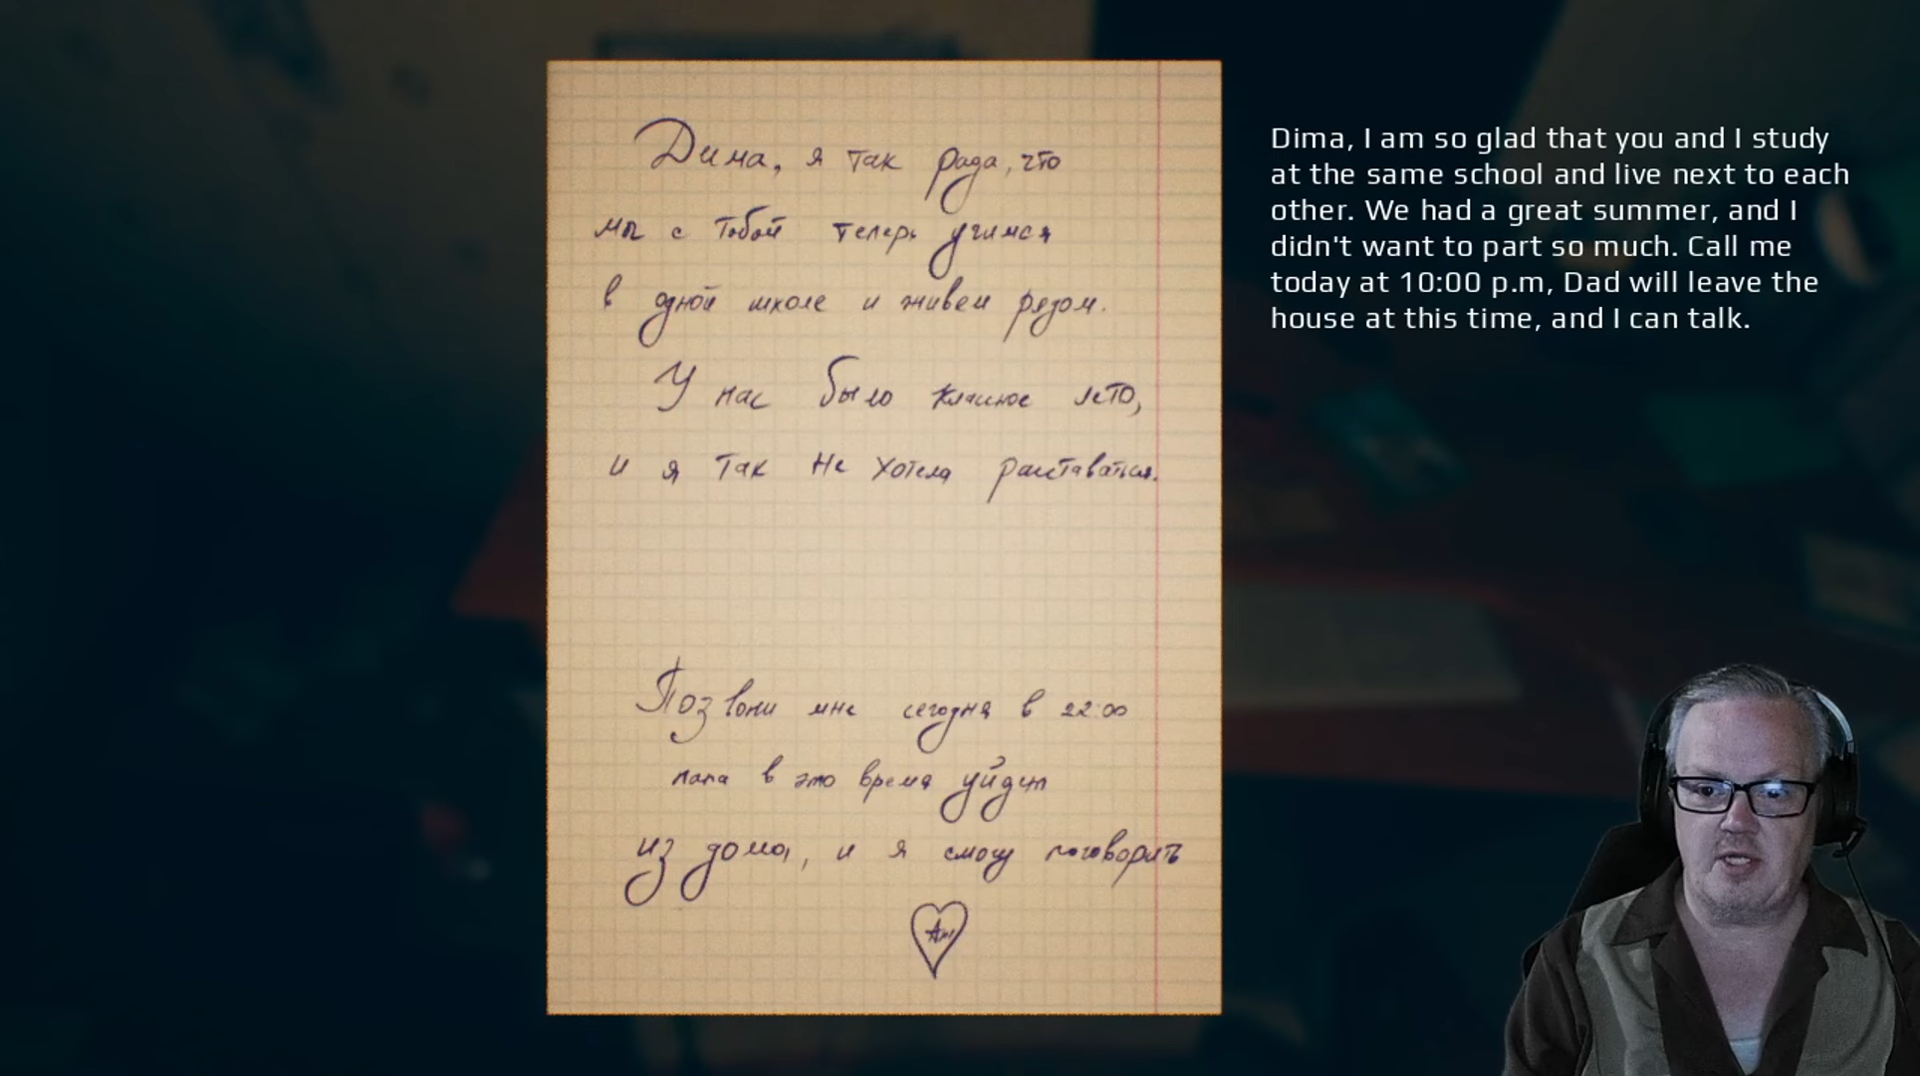 Дима, я так рада, что
мы с тобой теперь учимся
в одной школе и живем рядом.
У нас было классное лето,
и я так не хотела расставаться.
Позвони мне сегодня в 22:00
папа в это время уйдет
из дома, и я смогу поговорить
Dima, I am so glad that you and I study
at the same school and live next to each
other. We had a great summer, and I
didn't want to part so much. Call me
today at 10:00 p.m, Dad will leave the
house at this time, and I can talk.